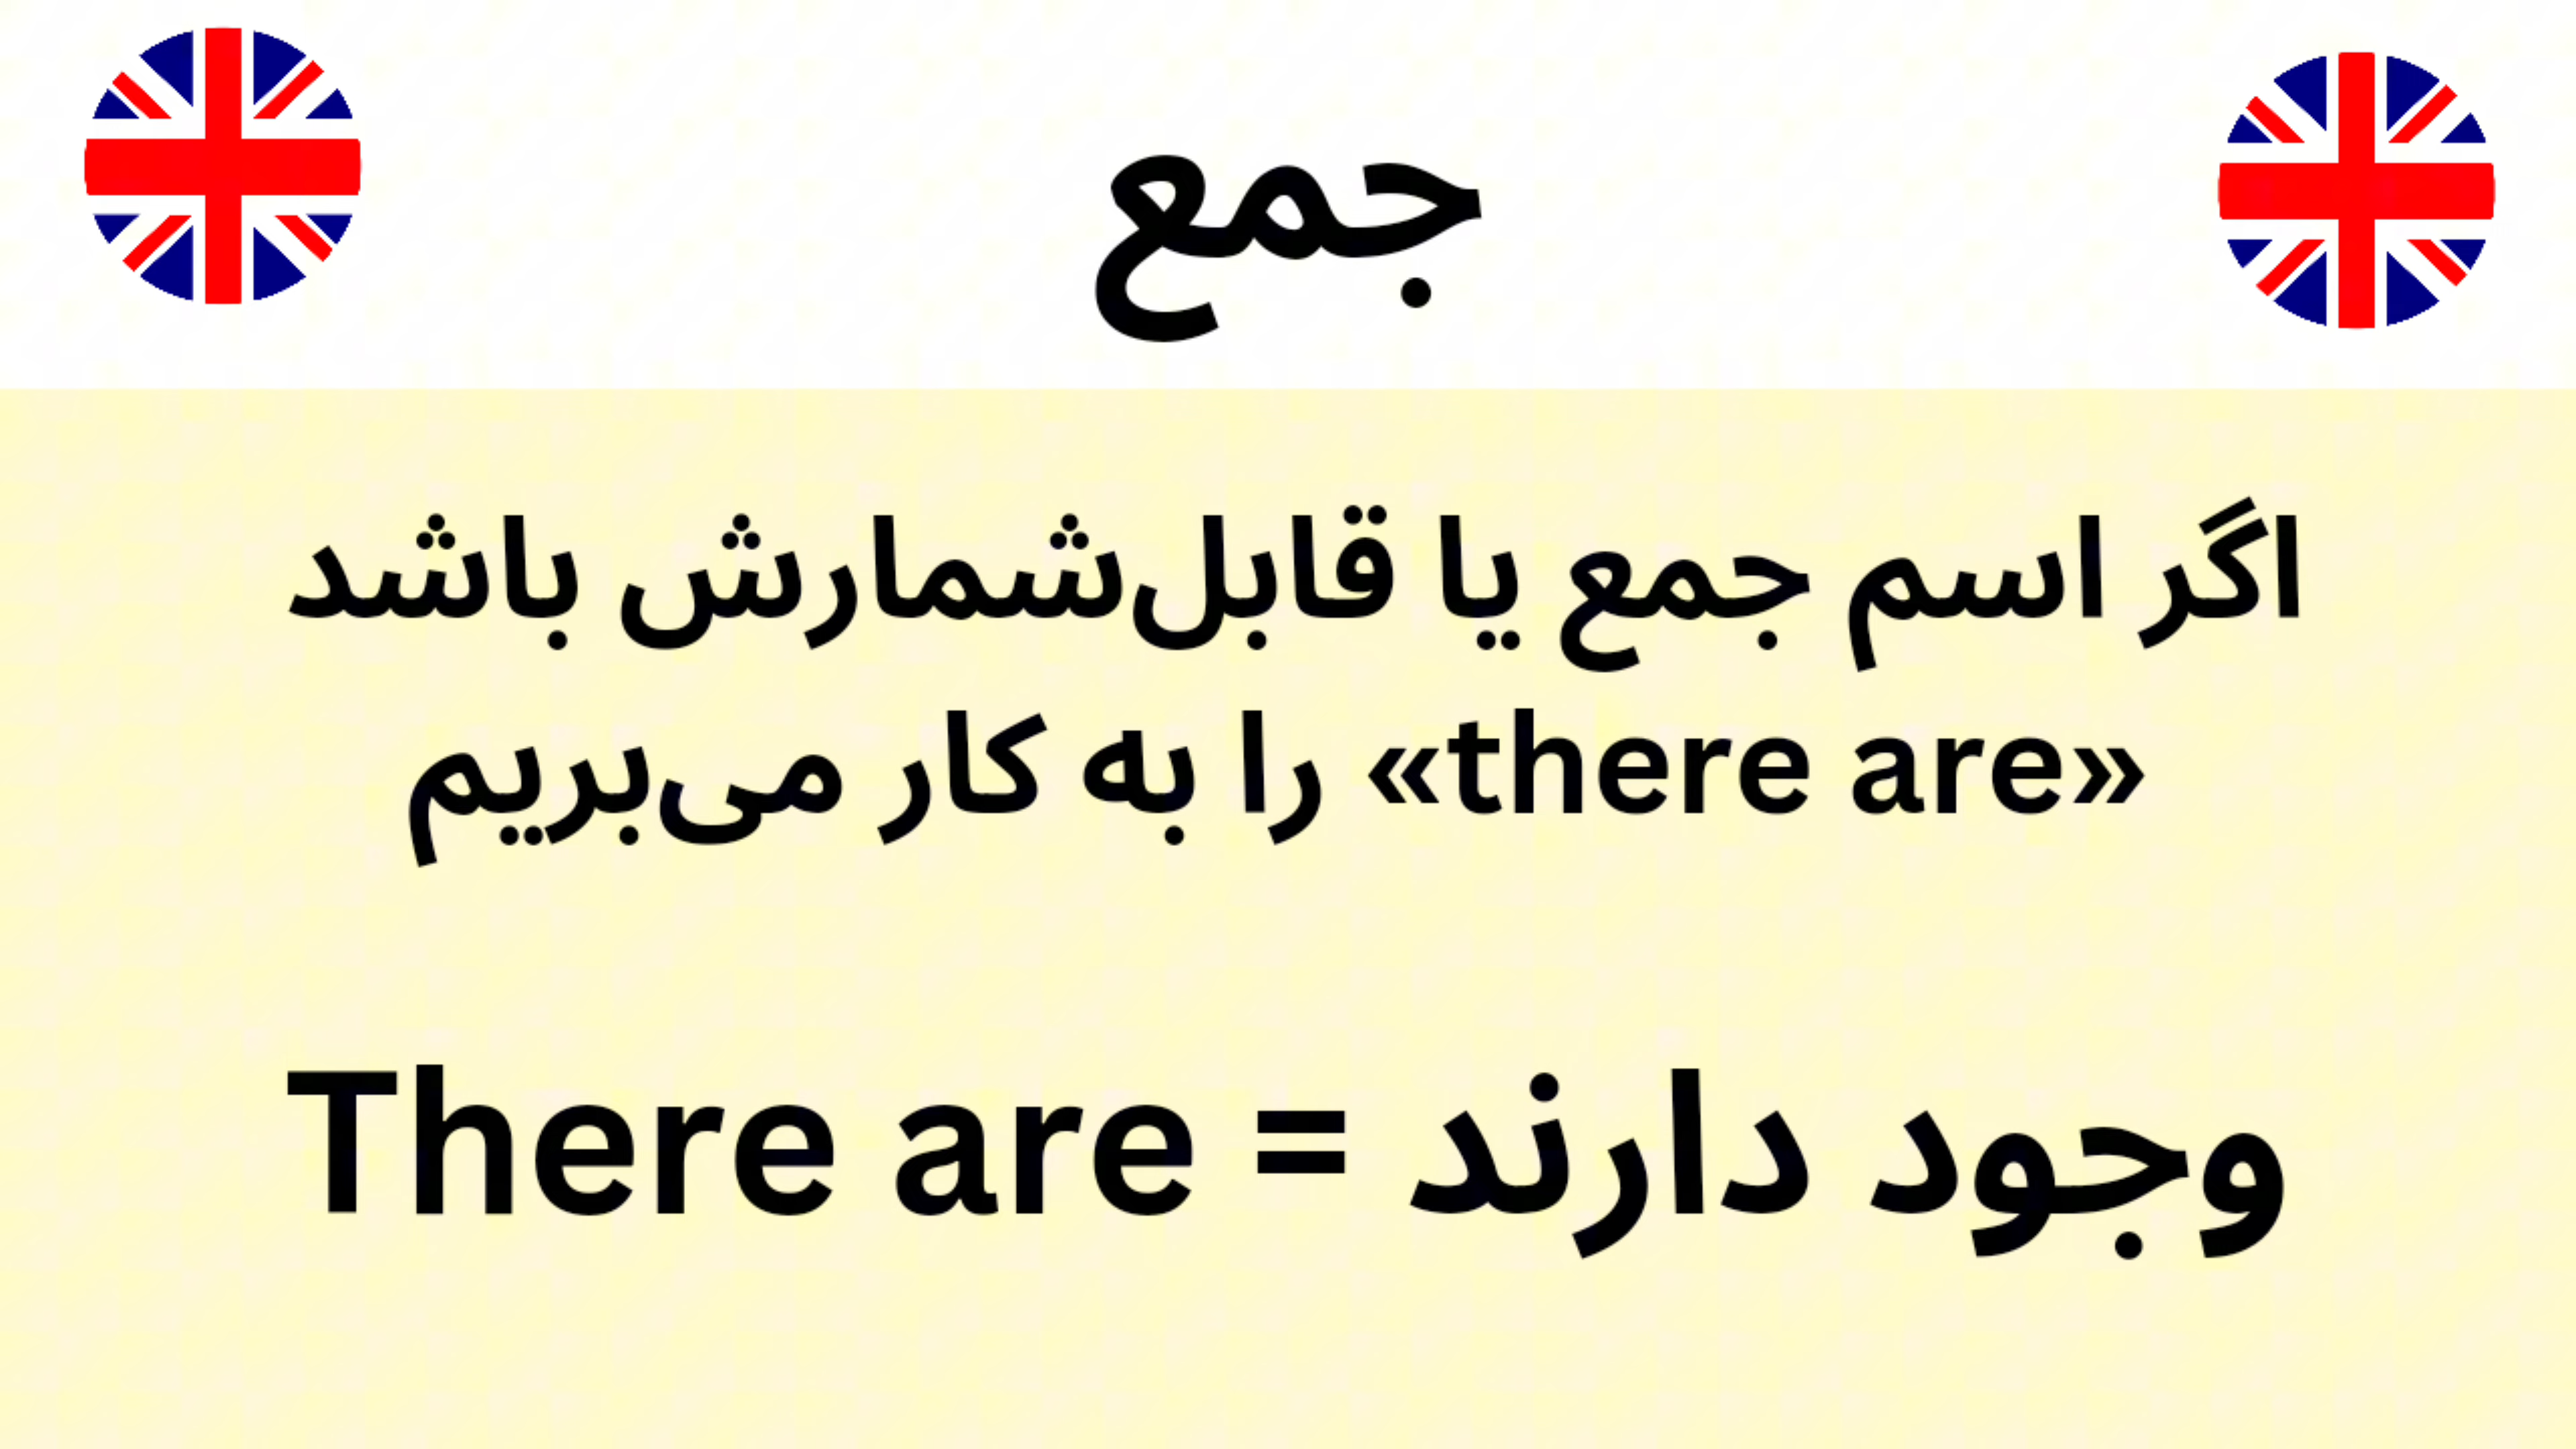 جمع
اگر اسم جمع یا قابل‌شمارش باشد
«there are» را به کار می‌بریم
There are = وجود دارند